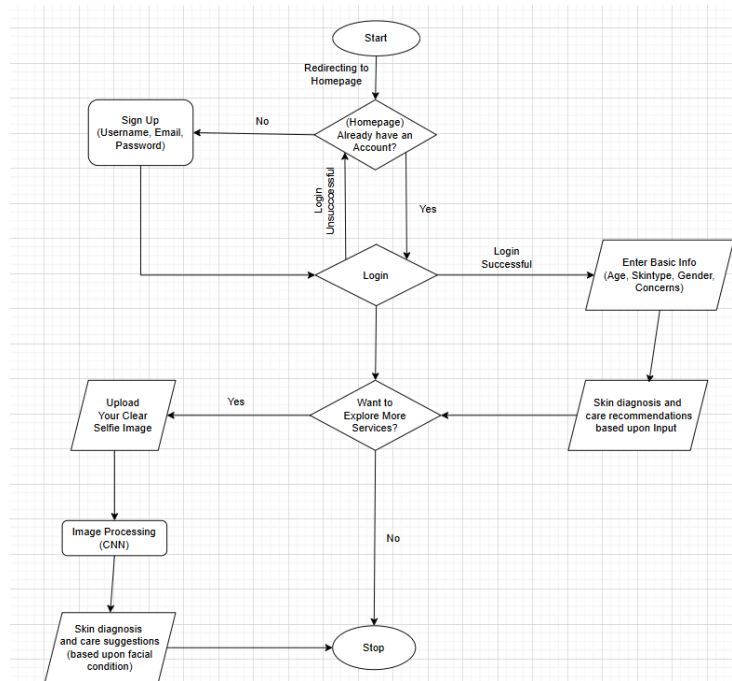 Start
Redirecting to
Homepage
(Homepage)
Already have an
Account?
No
Sign Up
(Username, Email,
Password)
Login
Unsucccessful
Yes
Login
Login
Successful
Enter Basic Info
(Age, Skintype, Gender,
Concerns)
Upload
Your Clear
Selfie Image
Yes
Want to
Explore More
Services?
Skin diagnosis and
care recommendations
based upon Input
Image Processing
(CNN)
No
Skin diagnosis
and care suggestions
(based upon facial
condition)
Stop